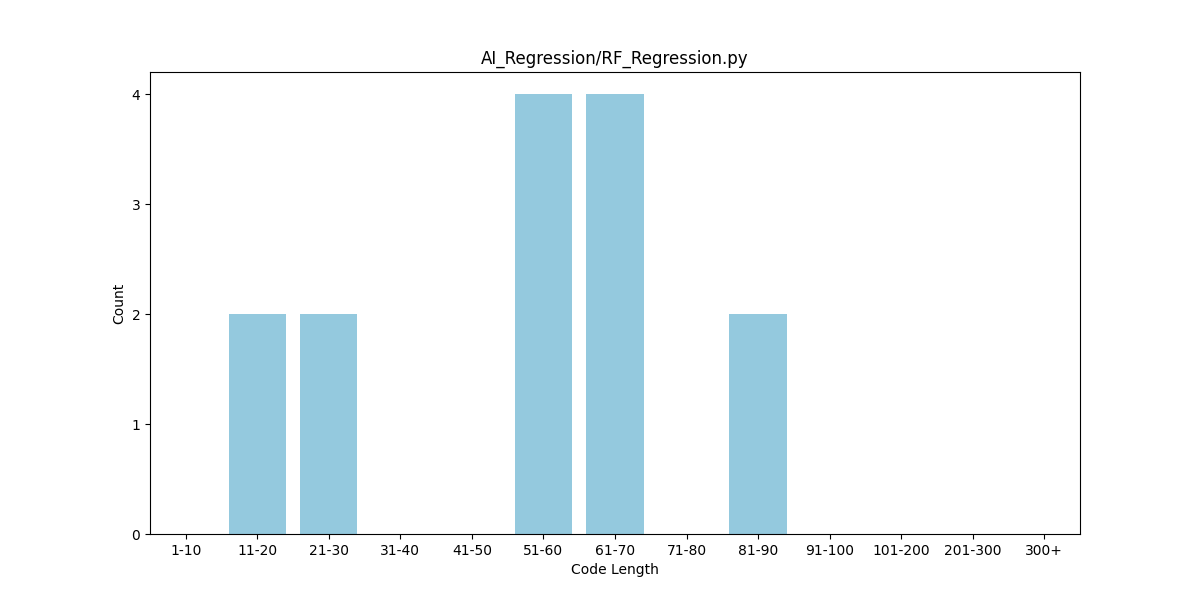 AI_Regression/RF_Regression.py
4
3
2
1
0
Count
1-10 11-20 21-30 31-40 41-50 51-60 61-70 71-80 81-90 91-100 101-200 201-300 300+
Code Length